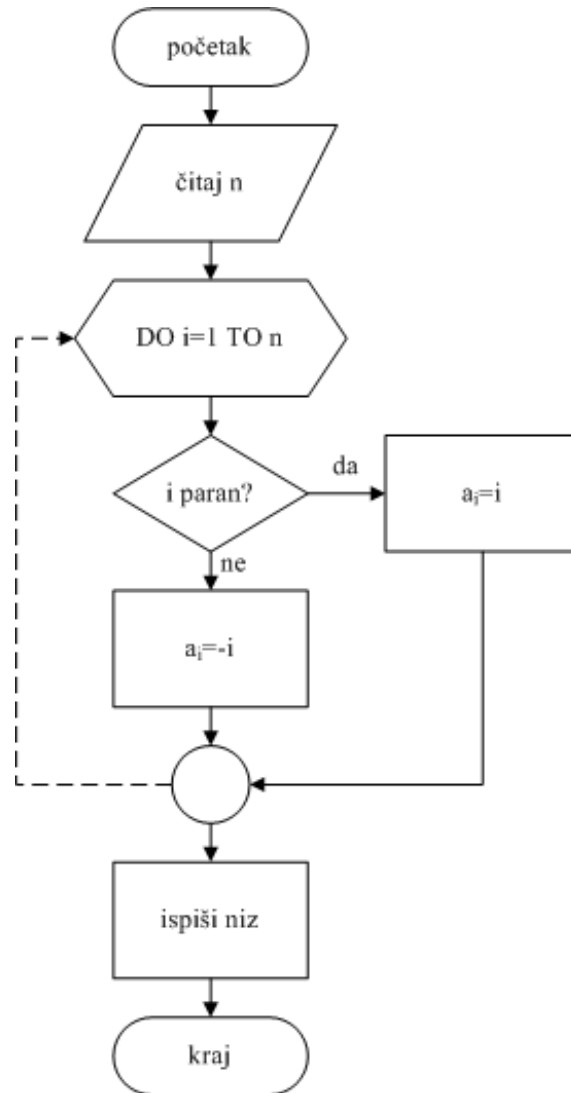 početak
čitaj n
DO i=1 TO n
i paran?
da
aᵢ=i
ne
aᵢ=-i
ispiši niz
kraj